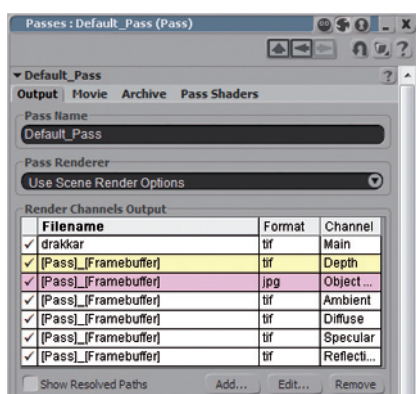 Passes : Default_Pass (Pass)
Default_Pass
Output Movie Archive Pass Shaders
Pass Name
Default_Pass
Pass Renderer
Use Scene Render Options
Render Channels Output
Filename Format Channel
drakkar tif Main
[Pass]_[Framebuffer] tif Depth
[Pass]_[Framebuffer] jpg Object ...
[Pass]_[Framebuffer] tif Ambient
[Pass]_[Framebuffer] tif Diffuse
[Pass]_[Framebuffer] tif Specular
[Pass]_[Framebuffer] tif Reflecti...
Show Resolved Paths Add... Edit... Remove